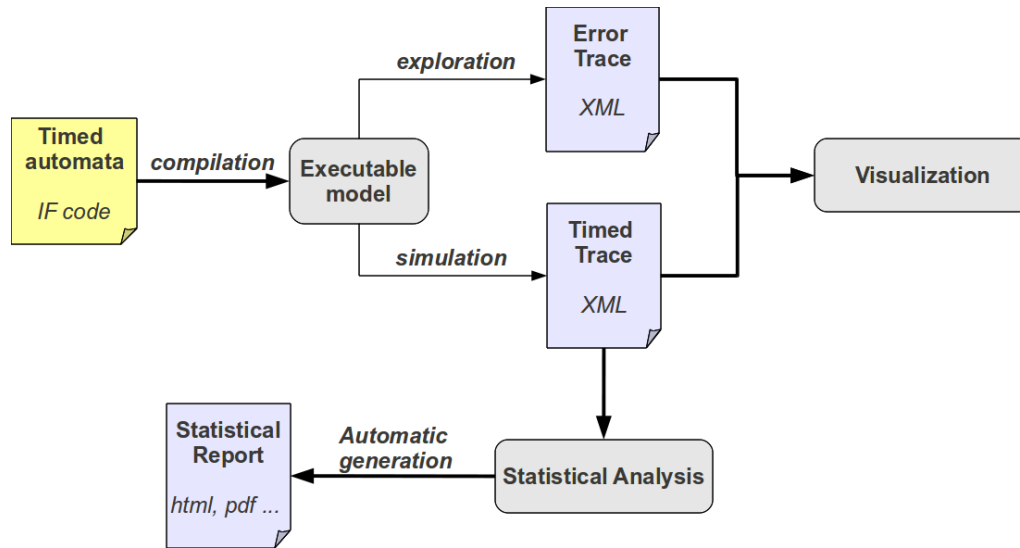 Error
Trace
XML
exploration
Timed
automata
IF code
compilation
Executable
model
Visualization
simulation
Timed
Trace
XML
Statistical
Report
html, pdf ...
Automatic
generation
Statistical Analysis